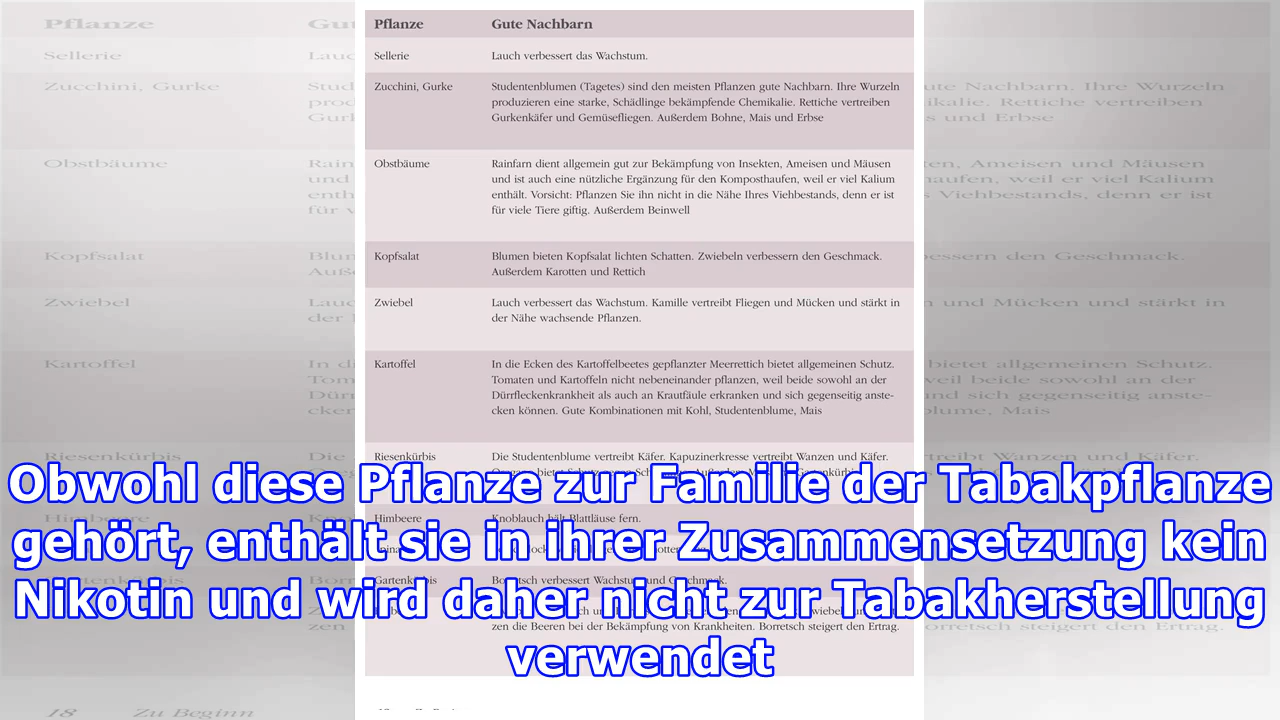 Pflanze Gute Nachbarn
Sellerie Lauch verbessert das Wachstum.
Zucchini, Gurke Studentenblumen (Tagetes) sind den meisten Pflanzen gute Nachbarn. Ihre Wurzeln
produzieren eine starke, Schädlinge bekämpfende Chemikalie. Rettiche vertreiben
Gurkenkäfer und Gemüsefliegen. Außerdem Bohne, Mais und Erbse
Obstbäume Rainfarn dient allgemein gut zur Bekämpfung von Insekten, Ameisen und Mäusen
und ist auch eine nützliche Ergänzung für den Komposthaufen, weil er viel Kalium
enthält. Vorsicht: Pflanzen Sie ihn nicht in die Nähe Ihres Viehbestands, denn er ist
für viele Tiere giftig. Außerdem Beinwell
Kopfsalat Blumen bieten Kopfsalat lichten Schatten. Zwiebeln verbessern den Geschmack.
Außerdem Karotten und Rettich
Zwiebel Lauch verbessert das Wachstum. Kamille vertreibt Fliegen und Mücken und stärkt in
der Nähe wachsende Pflanzen.
Kartoffel In die Ecken des Kartoffelbeetes gepflanzter Meerrettich bietet allgemeinen Schutz.
Tomaten und Kartoffeln nicht nebeneinander pflanzen, weil beide sowohl an der
Dürrfleckenkrankheit als auch an Krautfäule erkranken und sich gegenseitig anste-
cken können. Gute Kombinationen mit Kohl, Studentenblume, Mais
Riesenkürbis Die Studentenblume vertreibt Käfer. Kapuzinerkresse vertreibt Wanzen und Käfer.
Himbeere Knoblauch hält Blattläuse fern.
Gartenkürbis Borretsch verbessert Wachstum und Geschmack.
zen die Beeren bei der Bekämpfung von Krankheiten. Borretsch steigert den Ertrag.
18 Zu Beginn
Obwohl diese Pflanze zur Familie der Tabakpflanze
gehört, enthält sie in ihrer Zusammensetzung kein
Nikotin und wird daher nicht zur Tabakherstellung
verwendet